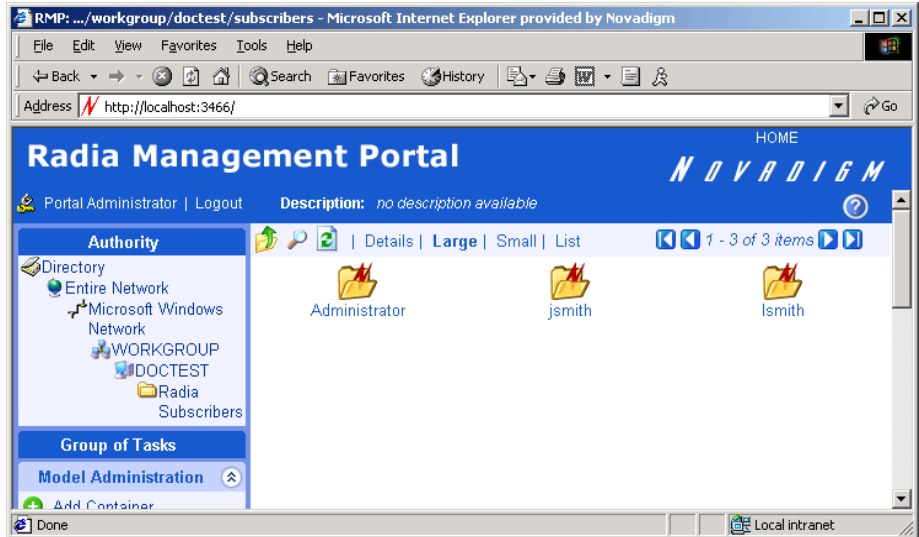 RMP: .../workgroup/doctest/subscribers - Microsoft Internet Explorer provided by Novadigm
File Edit View Favorites Tools Help
Back Search Favorites History
Address http://localhost:3466/ Go
HOME
Radia Management Portal
NOVADIGM
Portal Administrator | Logout Description: no description available
Authority
| Details | Large | Small | List 1 - 3 of 3 items
Directory
Entire Network
Microsoft Windows
Network
WORKGROUP
DOCTEST
Radia
Subscribers
Administrator jsmith lsmith
Group of Tasks
Model Administration
Add Container
Done Local intranet